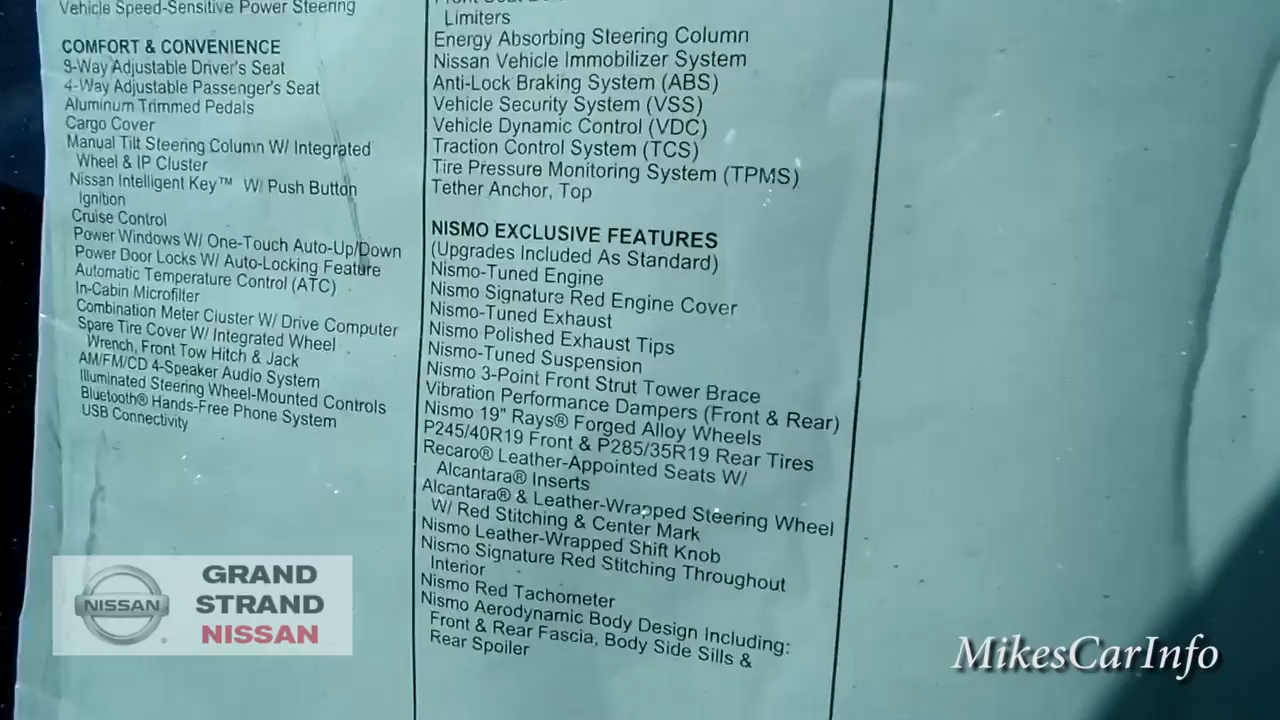 Vehicle Speed-Sensitive Power Steering
COMFORT & CONVENIENCE
9-Way Adjustable Driver's Seat
4-Way Adjustable Passenger's Seat
Aluminum Trimmed Pedals
Cargo Cover
Manual Tilt Steering Column W/ Integrated
Wheel & IP Cluster
Nissan Intelligent Key™ W/ Push Button
Ignition
Cruise Control
Power Windows W/ One-Touch Auto-Up/Down
Power Door Locks W/ Auto-Locking Feature
Automatic Temperature Control (ATC)
In-Cabin Microfilter
Combination Meter Cluster W/ Drive Computer
Spare Tire Cover W/ Integrated Wheel
Wrench, Front Tow Hitch & Jack
AM/FM/CD 4-Speaker Audio System
Illuminated Steering Wheel-Mounted Controls
Bluetooth® Hands-Free Phone System
USB Connectivity
Limiters
Energy Absorbing Steering Column
Nissan Vehicle Immobilizer System
Anti-Lock Braking System (ABS)
Vehicle Security System (VSS)
Vehicle Dynamic Control (VDC)
Traction Control System (TCS)
Tire Pressure Monitoring System (TPMS)
Tether Anchor, Top
NISMO EXCLUSIVE FEATURES
(Upgrades Included As Standard)
Nismo-Tuned Engine
Nismo Signature Red Engine Cover
Nismo-Tuned Exhaust
Nismo Polished Exhaust Tips
Nismo-Tuned Suspension
Nismo 3-Point Front Strut Tower Brace
Vibration Performance Dampers (Front & Rear)
Nismo 19" Rays® Forged Alloy Wheels
P245/40R19 Front & P285/35R19 Rear Tires
Recaro® Leather-Appointed Seats W/
Alcantara® Inserts
Alcantara® & Leather-Wrapped Steering Wheel
W/ Red Stitching & Center Mark
Nismo Leather-Wrapped Shift Knob
Nismo Signature Red Stitching Throughout
Interior
Nismo Red Tachometer
Nismo Aerodynamic Body Design Including:
Front & Rear Fascia, Body Side Sills &
Rear Spoiler
NISSAN
GRAND
STRAND
NISSAN
MikesCarInfo